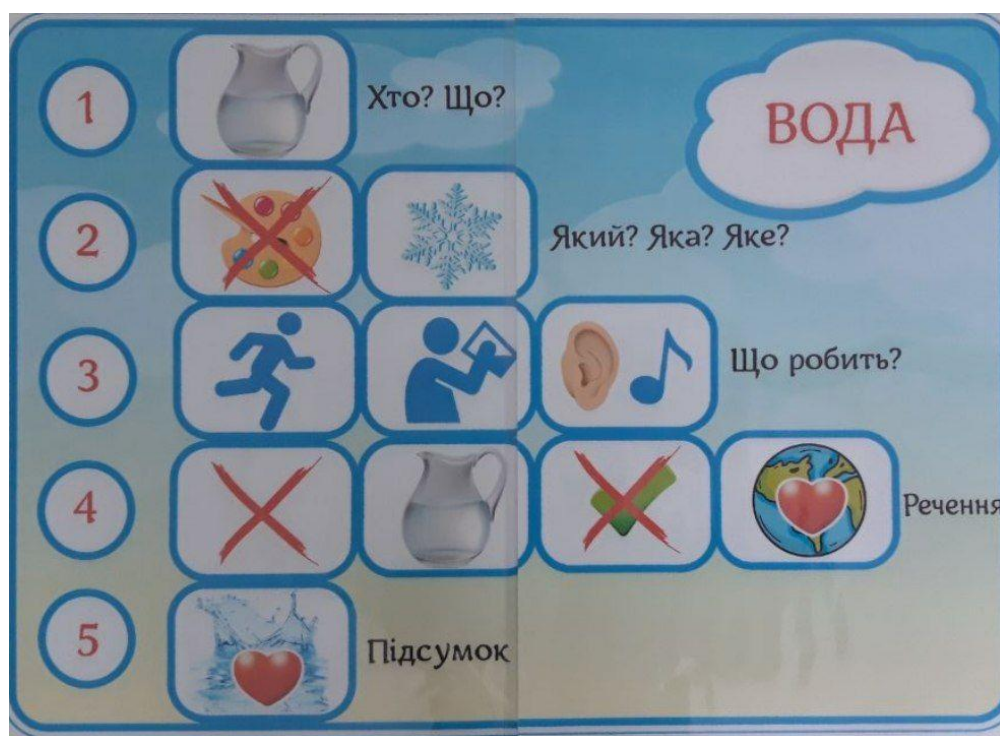 ВОДА
1
Хто? Що?
2
Який? Яка? Яке?
3
Що робить?
4
Речення
5
Підсумок